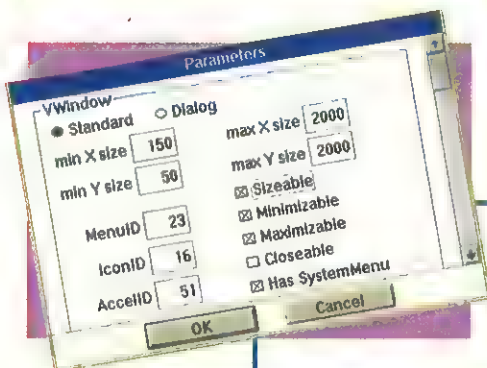 Parameters
VWindow
Standard Dialog
min X size 150 max X size 2000
min Y size 50 max Y size 2000
Sizeable
MenuID 23 Minimizable
Maximizable
IconID 16 Closeable
AccelID 51 Has SystemMenu
OK Cancel